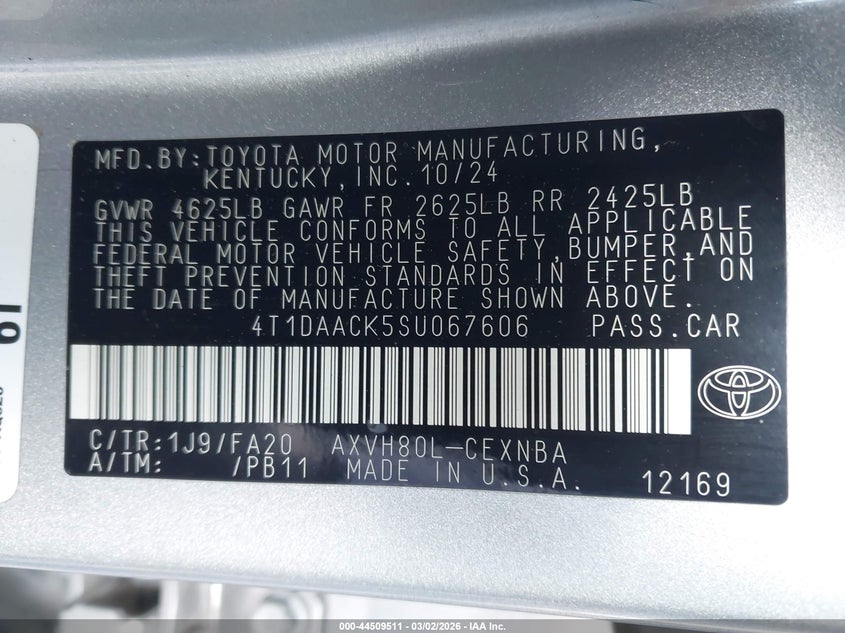 MFD.BY:TOYOTA MOTOR MANUFACTURING,
KENTUCKY,INC.10/24
GVWR 4625LB GAWR FR 2625LB RR 2425LB
THIS VEHICLE CONFORMS TO ALL APPLICABLE
FEDERAL MOTOR VEHICLE SAFETY,BUMPER,AND
THEFT PREVENTION STANDARDS IN EFFECT ON
THE DATE OF MANUFACTURE SHOWN ABOVE.
4T1DAACK5SU067606 PASS.CAR
C/TR:1J9/FA20 AXVH80L-CEXNBA
A/TM: /PB11 MADE IN U.S.A. 12169
000-44509511 — 03/02/2026 — IAA Inc.